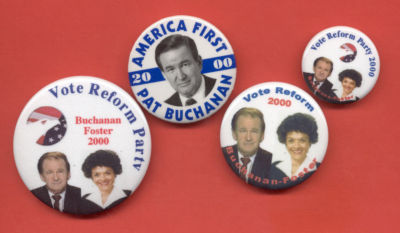 Vote Reform Party
Buchanan
Foster
2000
AMERICA FIRST
20 00
PAT BUCHANAN
Vote Reform
2000
Buchanan-Foster
Vote Reform Party 2000